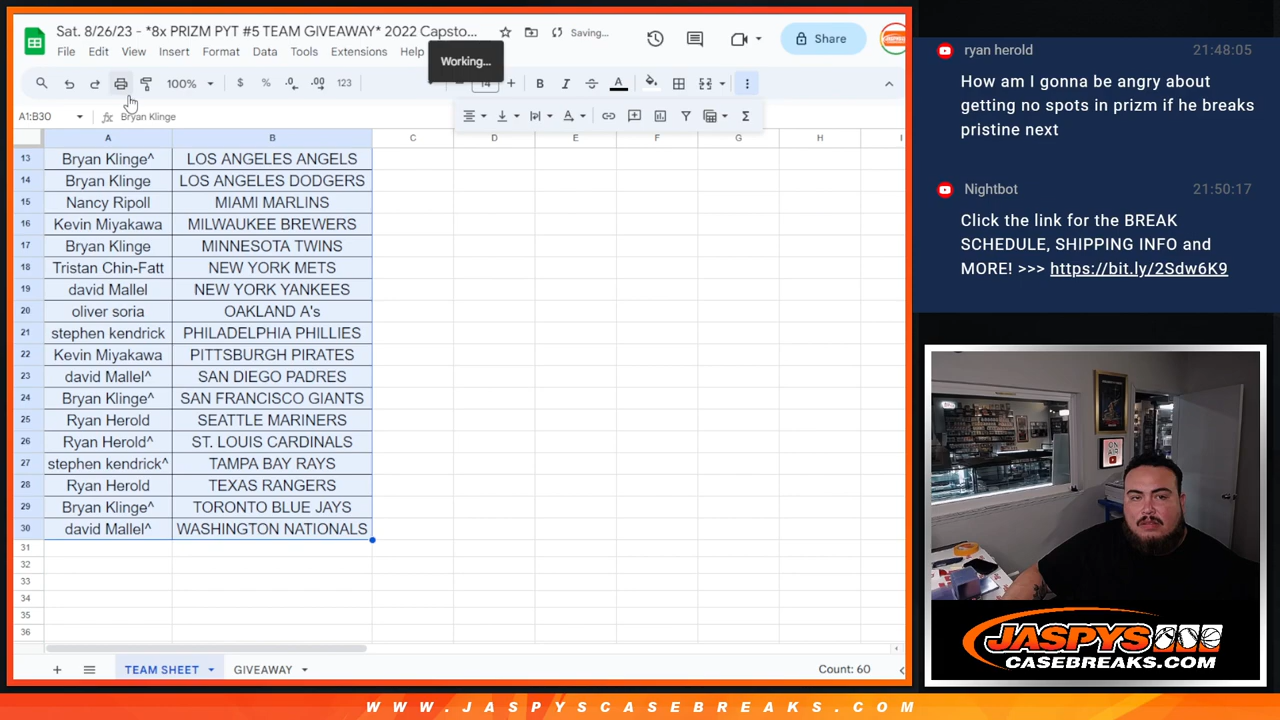 Sat. 8/26/23 - *8x PRIZM PYT #5 TEAM GIVEAWAY* 2022 Capsto...
Saving...
File Edit View Insert Format Data Tools Extensions Help
Working...
Share
100% $ % .0 .00 123 14 B I A
A1:B30 fx Bryan Klinge
A B C D E F G H I
13 Bryan Klinge^ LOS ANGELES ANGELS
14 Bryan Klinge LOS ANGELES DODGERS
15 Nancy Ripoll MIAMI MARLINS
16 Kevin Miyakawa MILWAUKEE BREWERS
17 Bryan Klinge MINNESOTA TWINS
18 Tristan Chin-Fatt NEW YORK METS
19 david Mallel NEW YORK YANKEES
20 oliver soria OAKLAND A's
21 stephen kendrick PHILADELPHIA PHILLIES
22 Kevin Miyakawa PITTSBURGH PIRATES
23 david Mallel^ SAN DIEGO PADRES
24 Bryan Klinge^ SAN FRANCISCO GIANTS
25 Ryan Herold SEATTLE MARINERS
26 Ryan Herold^ ST. LOUIS CARDINALS
27 stephen kendrick^ TAMPA BAY RAYS
28 Ryan Herold TEXAS RANGERS
29 Bryan Klinge^ TORONTO BLUE JAYS
30 david Mallel^ WASHINGTON NATIONALS
31
32
33
34
35
36
TEAM SHEET GIVEAWAY Count: 60
ryan herold 21:48:05
How am I gonna be angry about
getting no spots in prizm if he breaks
pristine next
Nightbot 21:50:17
Click the link for the BREAK
SCHEDULE, SHIPPING INFO and
MORE! >>> https://bit.ly/2Sdw6K9
ON
AIR
JASPYS
CASEBREAKS.COM
WWW.JASPYSCASEBREAKS.COM